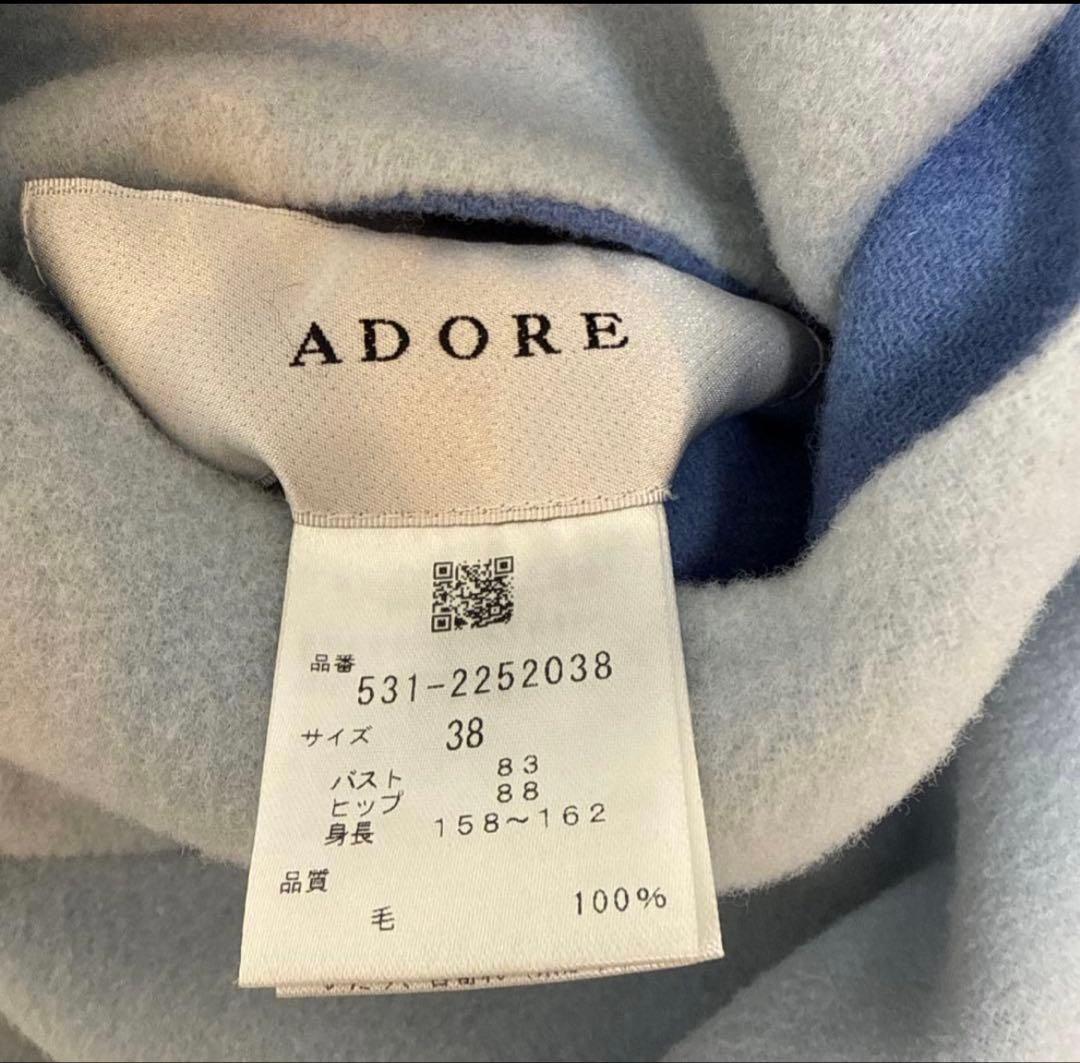 ADORE
品番
531-2252038
サイズ 38
バスト 83
ヒップ 88
身長 158～162
品質
毛 100%